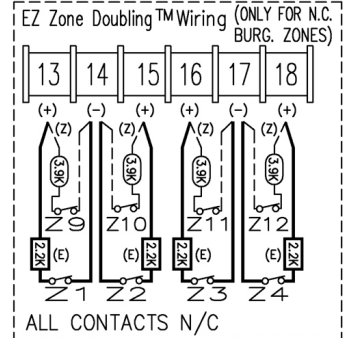 EZ Zone Doubling™Wiring (ONLY FOR N.C. BURG. ZONES)
13 14 15 16 17 18
(+) (-) (+) (+) (-) (+)
(Z) (Z) (Z) (Z)
3.9K 3.9K 3.9K 3.9K
Z9 Z10 Z11 Z12
2.2K (E) (E) 2.2K 2.2K (E) (E) 2.2K
Z1 Z2 Z3 Z4
ALL CONTACTS N/C